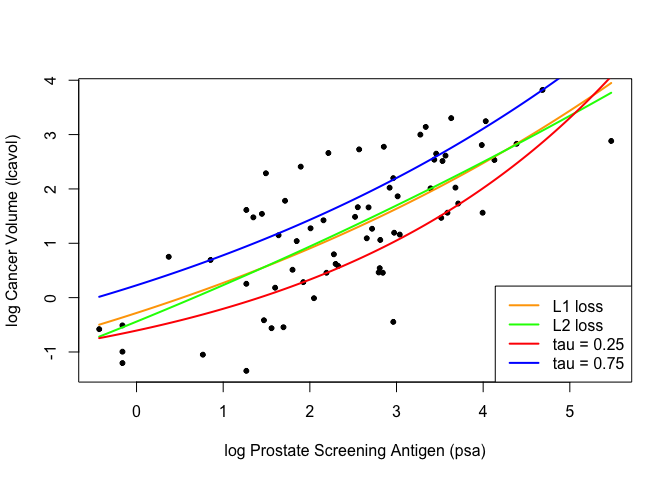 4
3
2
1
0
-1
log Cancer Volume (lcavol)
L1 loss
L2 loss
tau = 0.25
tau = 0.75
0 1 2 3 4 5
log Prostate Screening Antigen (psa)